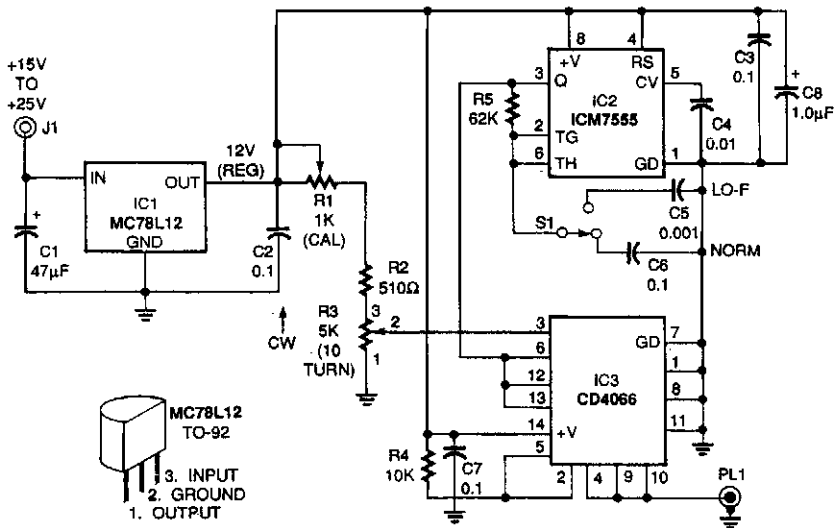 +15V
TO
+25V
J1
IN
OUT
IC1
MC78L12
GND
+
C1
47μF
12V
(REG)
C2
0.1
R1
1K
(CAL)
R2
510Ω
R3
5K
(10
TURN)
3
2
1
CW
8
4
+V
RS
3
Q
CV
5
IC2
ICM7555
R5
62K
2
TG
6
TH
GD
1
C3
0.1
+
C8
1.0μF
C4
0.01
LO-F
C5
0.001
S1
NORM
C6
0.1
3
GD
7
6
1
12
IC3
CD4066
8
13
14
+V
11
5
2
4
9
10
R4
10K
C7
0.1
PL1
MC78L12
TO-92
3. INPUT
2. GROUND
1. OUTPUT